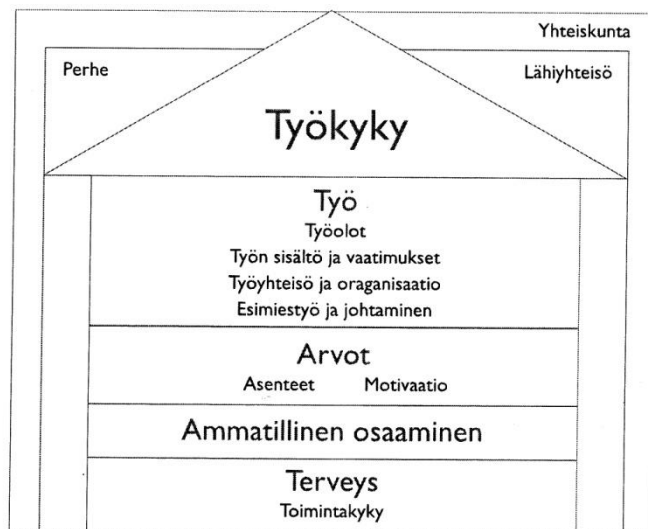 Yhteiskunta
Perhe
Lähiyhteisö
Työkyky
Työ
Työolot
Työn sisältö ja vaatimukset
Työyhteisö ja oraganisaatio
Esimiestyö ja johtaminen
Arvot
Asenteet Motivaatio
Ammatillinen osaaminen
Terveys
Toimintakyky